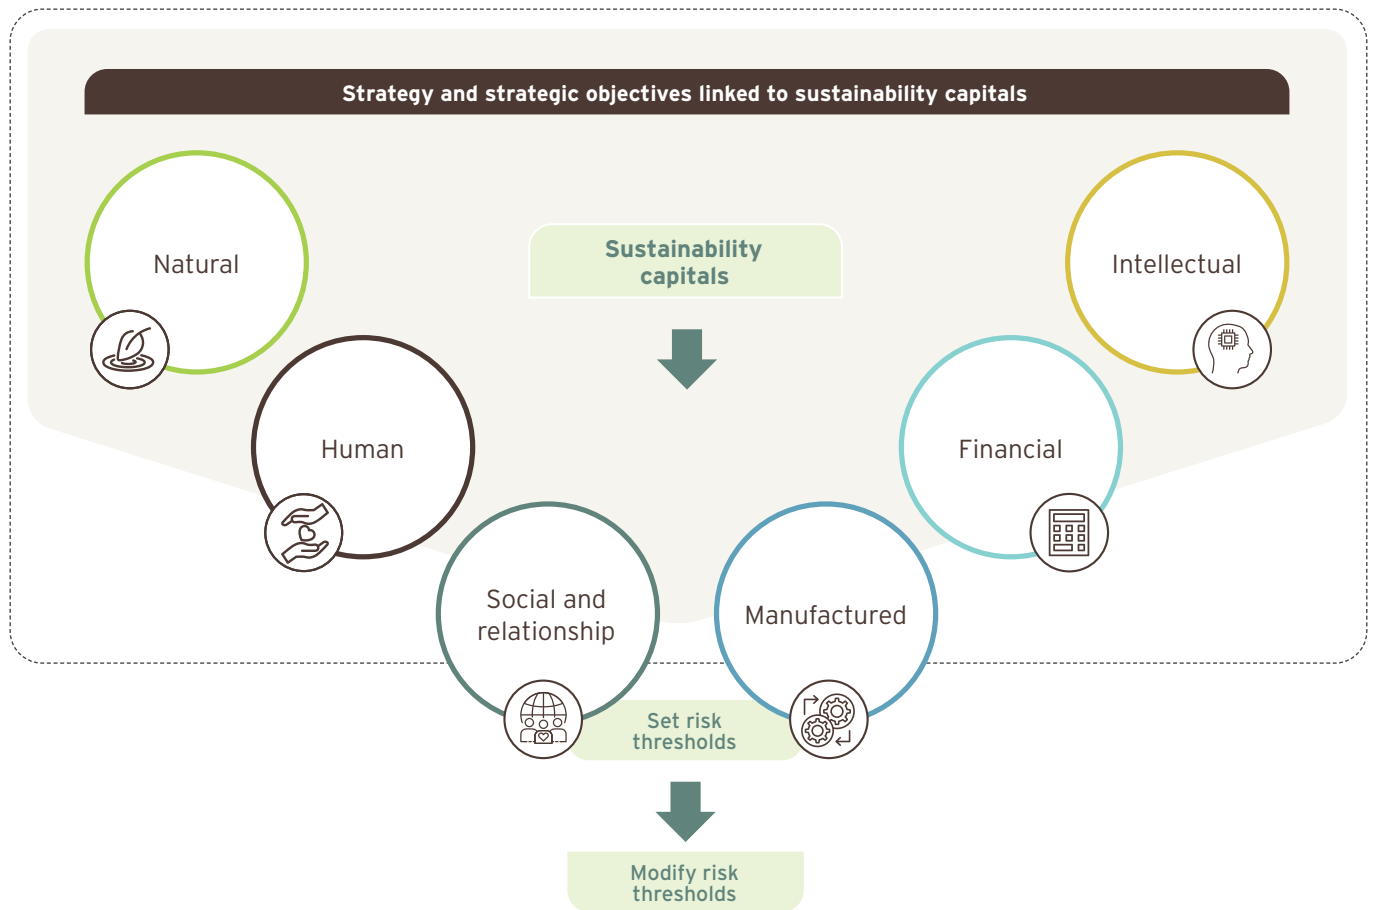 Strategy and strategic objectives linked to sustainability capitals
Natural
Sustainability
capitals
Intellectual
Human
Financial
Social and
relationship
Manufactured
Set risk
thresholds
Modify risk
thresholds